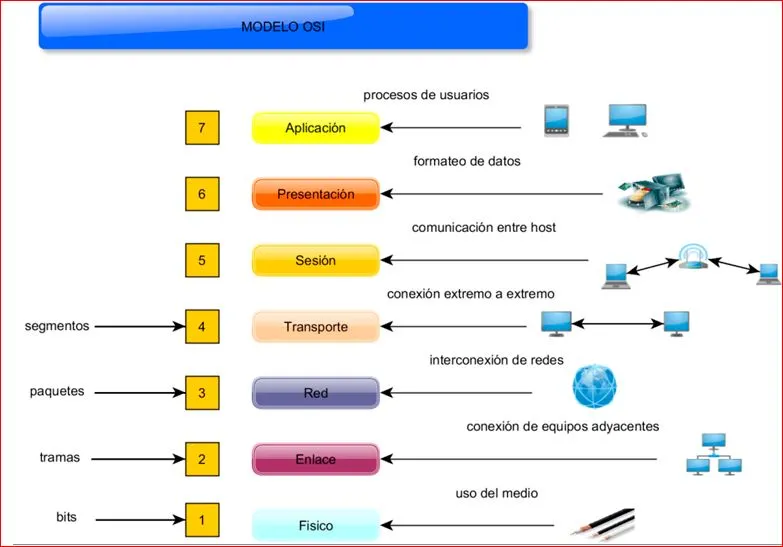 MODELO OSI
procesos de usuarios
7 Aplicación
formateo de datos
6 Presentación
comunicación entre host
5 Sesión
conexión extremo a extremo
segmentos 4 Transporte
interconexión de redes
paquetes 3 Red
conexión de equipos adyacentes
tramas 2 Enlace
uso del medio
bits 1 Fisico